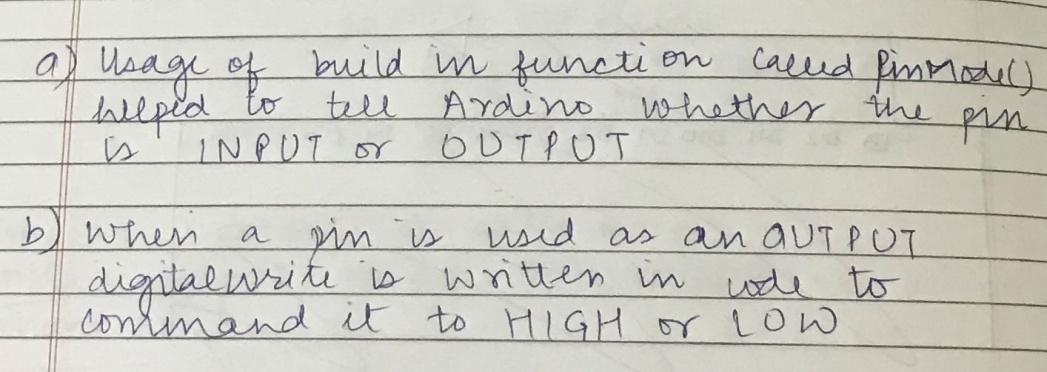 a) Usage of build in function called PinMode()
helped to tell Ardino whether the pin
is INPUT or OUTPUT
b) When a pin is used as an OUTPUT
digitalwrite is written in code to
command it to HIGH or LOW